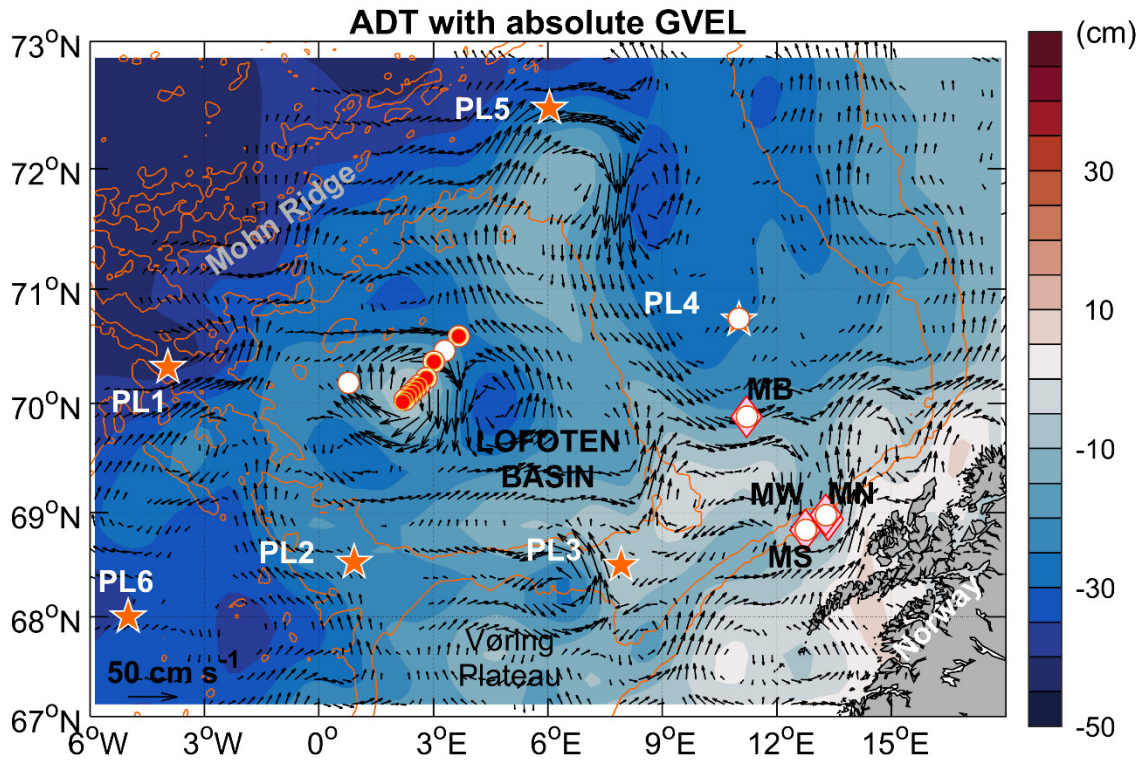 ADT with absolute GVEL
(cm)
73°N
72°N
71°N
70°N
69°N
68°N
67°N
6°W
3°W
0°
3°E
6°E
9°E
12°E
15°E
30
10
-10
-30
-50
PL5
Mohn Ridge
PL4
PL1
MB
LOFOTEN
BASIN
MW
MN
PL2
PL3
MS
PL6
Vøring
Plateau
Norway
50 cm s⁻¹